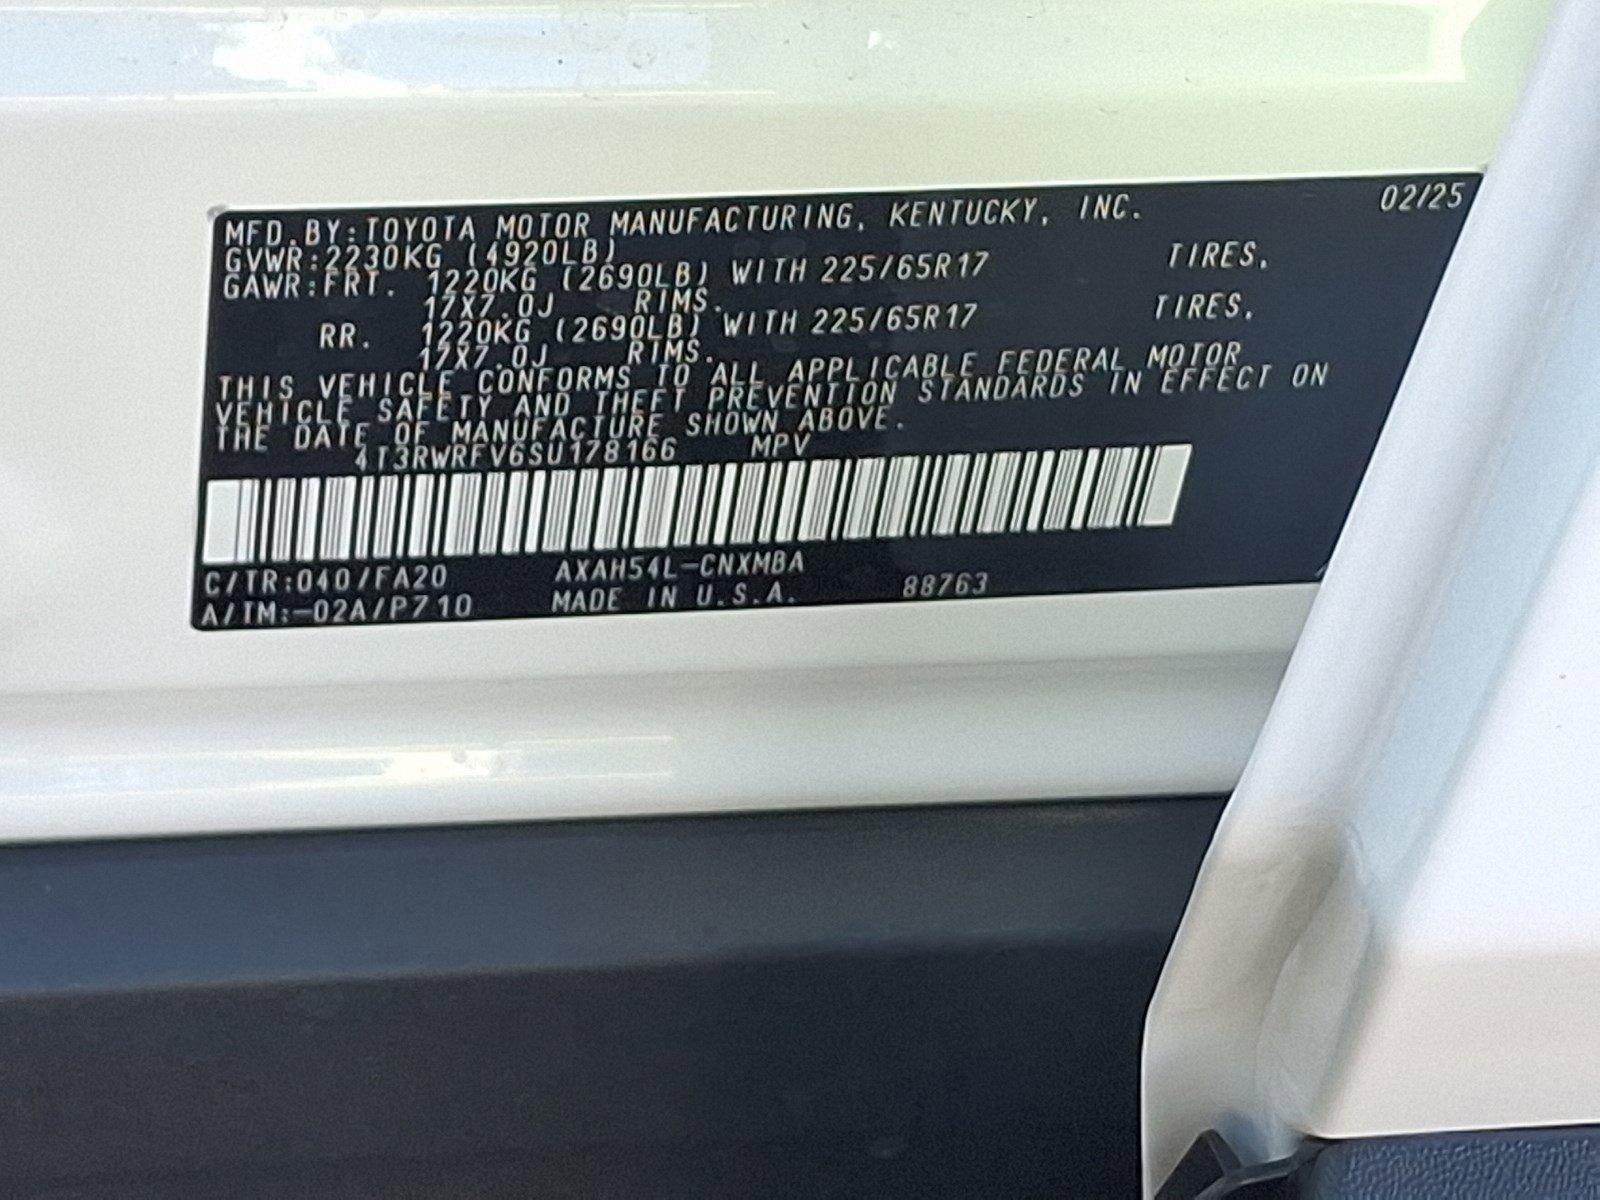 MFD.BY:TOYOTA MOTOR MANUFACTURING, KENTUCKY, INC. 02/25
GVWR:2230KG (4920LB)
GAWR:FRT. 1220KG (2690LB) WITH 225/65R17 TIRES,
17X7.0J RIMS.
RR. 1220KG (2690LB) WITH 225/65R17 TIRES,
17X7.0J RIMS.
THIS VEHICLE CONFORMS TO ALL APPLICABLE FEDERAL MOTOR
VEHICLE SAFETY AND THEFT PREVENTION STANDARDS IN EFFECT ON
THE DATE OF MANUFACTURE SHOWN ABOVE.
4T3RWRFV6SU178166 MPV
C/TR:040/FA20 AXAH54L-CNXMBA
A/TM:-02A/P710 MADE IN U.S.A. 88763